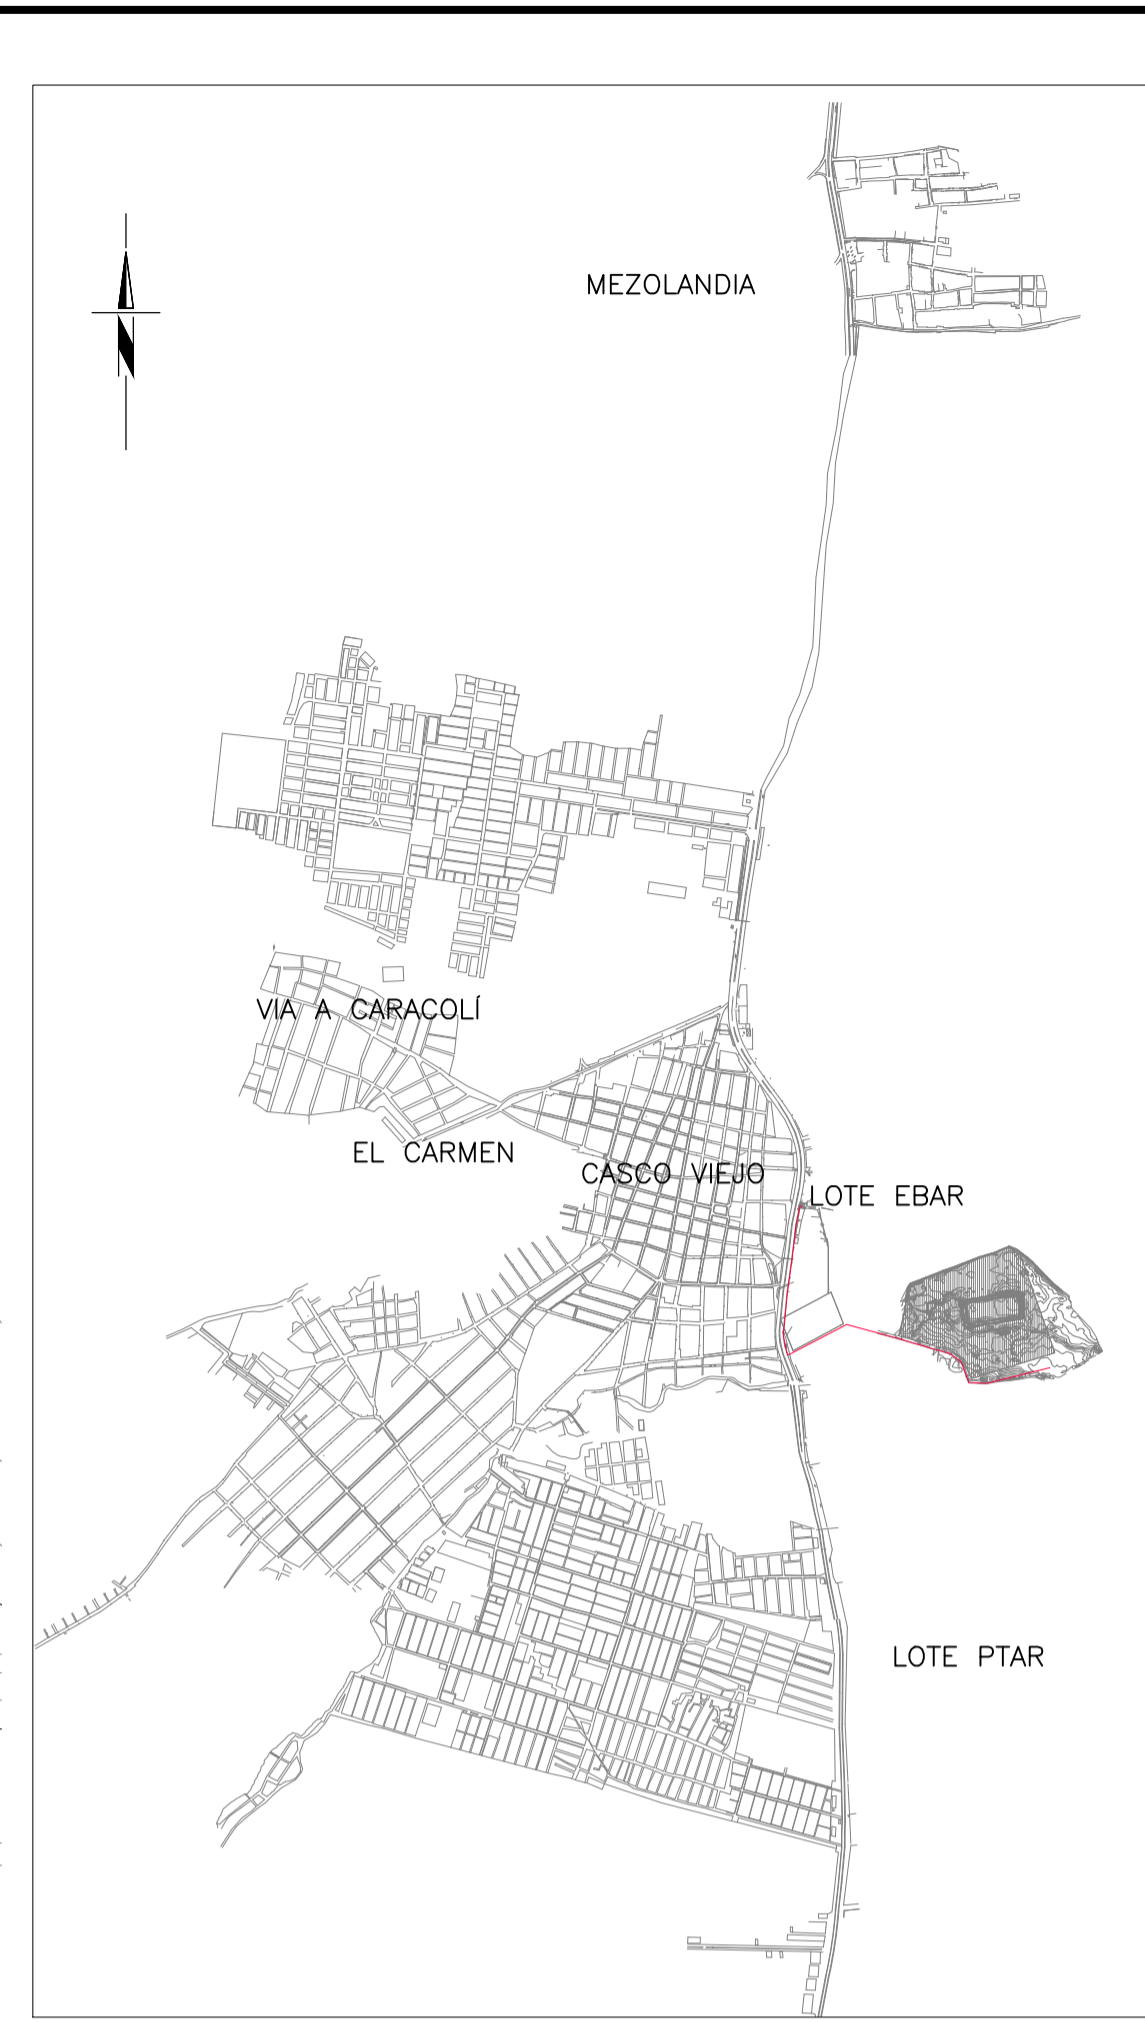 MEZOLANDIA
VIA A CARACOLÍ
EL CARMEN
CASCO VIEJO
LOTE EBAR
LOTE PTAR